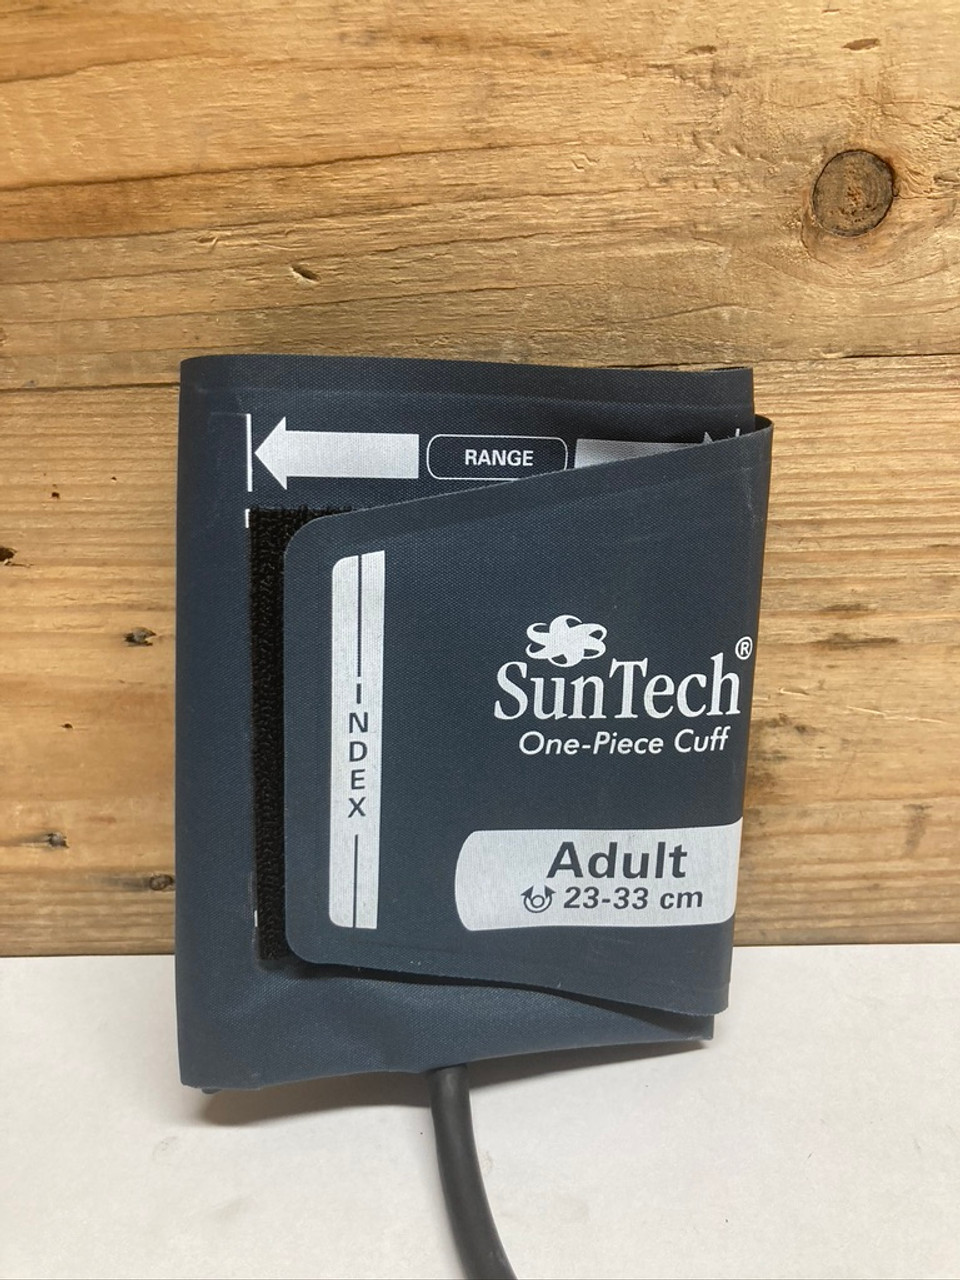 RANGE
INDEX
SunTech®
One-Piece Cuff
Adult
23-33 cm